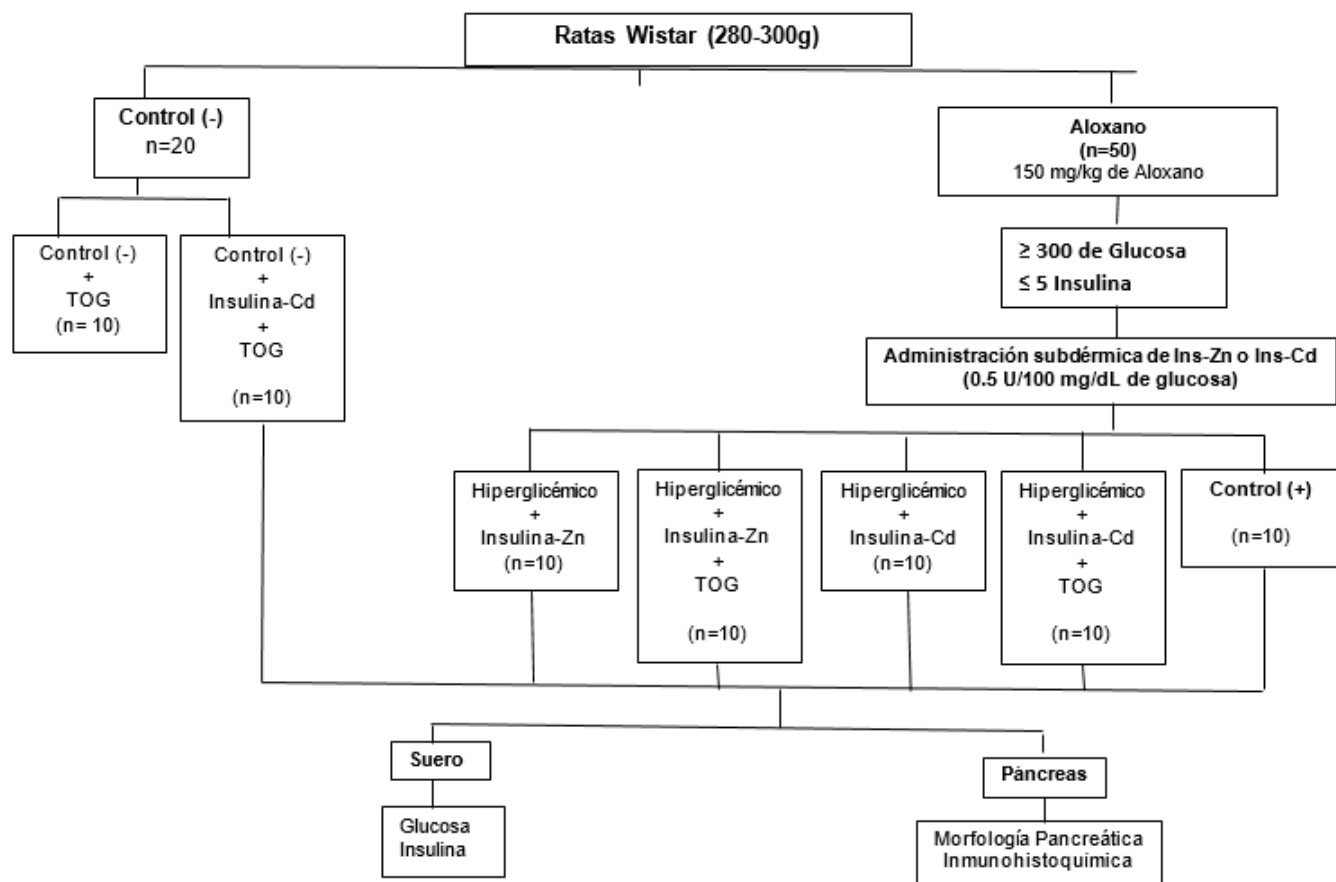 Ratas Wistar (280-300g)
Control (-)
n=20
Aloxano
(n=50)
150 mg/kg de Aloxano
Control (-)
+
TOG
(n= 10)
Control (-)
+
Insulina-Cd
+
TOG
(n=10)
≥ 300 de Glucosa
≤ 5 Insulina
Administración subdérmica de Ins-Zn o Ins-Cd
(0.5 U/100 mg/dL de glucosa)
Hiperglicémico
+
Insulina-Zn
(n=10)
Hiperglicémico
+
Insulina-Zn
+
TOG
(n=10)
Hiperglicémico
+
Insulina-Cd
(n=10)
Hiperglicémico
+
Insulina-Cd
+
TOG
(n=10)
Control (+)
(n=10)
Suero
Glucosa
Insulina
Páncreas
Morfología Pancreática
Inmunohistoquímica